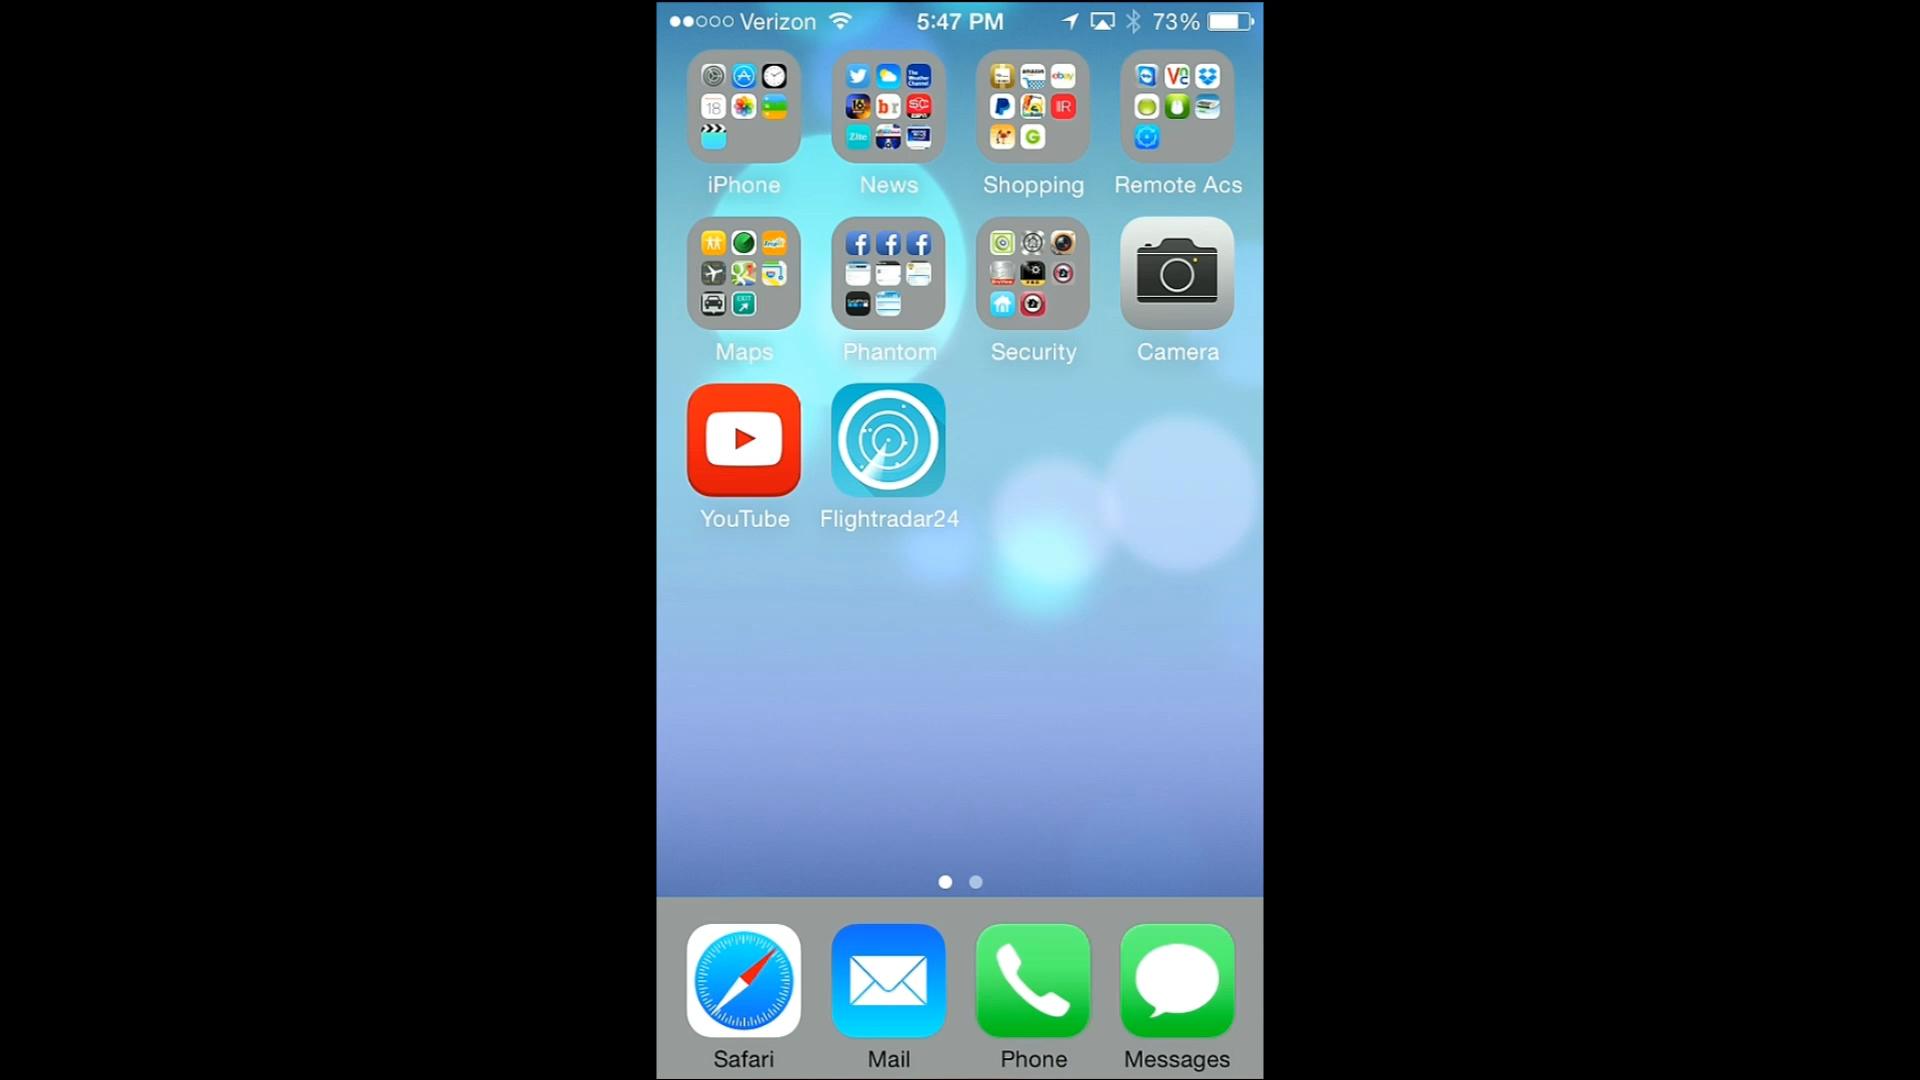 Verizon 5:47 PM 73%
iPhone News Shopping Remote Acs
Maps Phantom Security Camera
YouTube Flightradar24
Safari Mail Phone Messages